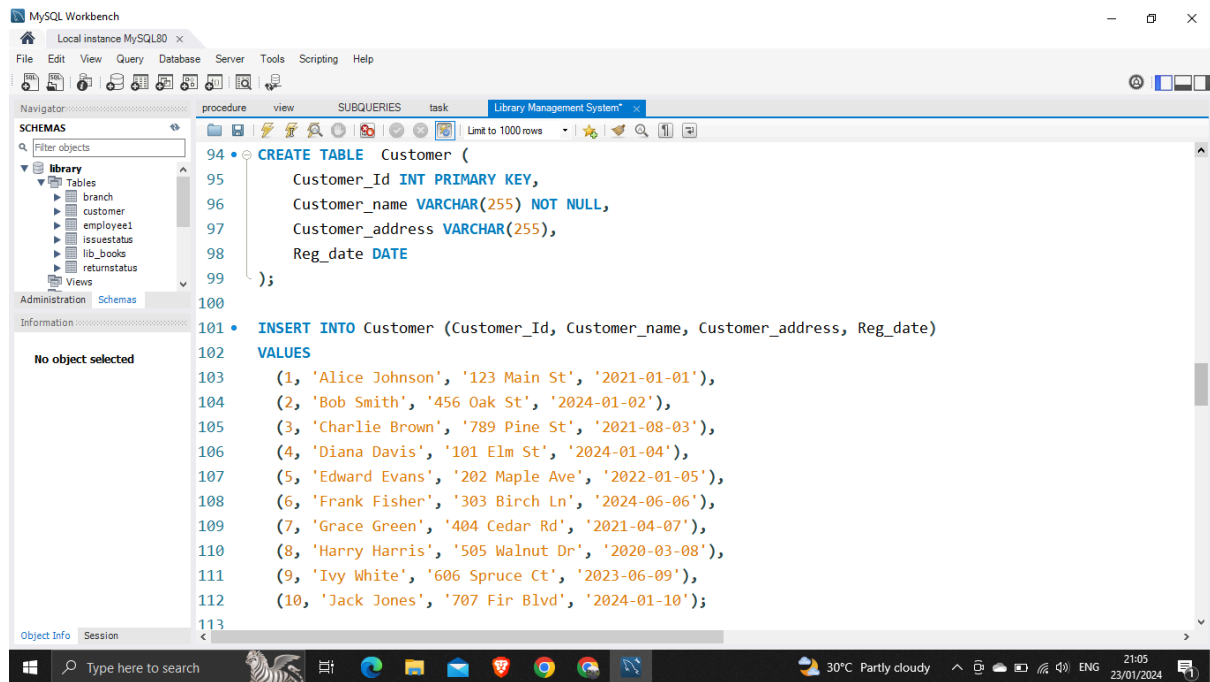 MySQL Workbench
Local instance MySQL80
File Edit View Query Database Server Tools Scripting Help
Navigator
SCHEMAS
Filter objects
library
Tables
branch
customer
employee1
issuestatus
lib_books
returnstatus
Views
Administration Schemas
Information
No object selected
Object Info Session
procedure view SUBQUERIES task Library Management System*
Limit to 1000 rows
94 CREATE TABLE Customer (
95 Customer_Id INT PRIMARY KEY,
96 Customer_name VARCHAR(255) NOT NULL,
97 Customer_address VARCHAR(255),
98 Reg_date DATE
99 );
100
101 INSERT INTO Customer (Customer_Id, Customer_name, Customer_address, Reg_date)
102 VALUES
103 (1, 'Alice Johnson', '123 Main St', '2021-01-01'),
104 (2, 'Bob Smith', '456 Oak St', '2024-01-02'),
105 (3, 'Charlie Brown', '789 Pine St', '2021-08-03'),
106 (4, 'Diana Davis', '101 Elm St', '2024-01-04'),
107 (5, 'Edward Evans', '202 Maple Ave', '2022-01-05'),
108 (6, 'Frank Fisher', '303 Birch Ln', '2024-06-06'),
109 (7, 'Grace Green', '404 Cedar Rd', '2021-04-07'),
110 (8, 'Harry Harris', '505 Walnut Dr', '2020-03-08'),
111 (9, 'Ivy White', '606 Spruce Ct', '2023-06-09'),
112 (10, 'Jack Jones', '707 Fir Blvd', '2024-01-10');
113
Type here to search
30°C Partly cloudy
ENG
21:05
23/01/2024